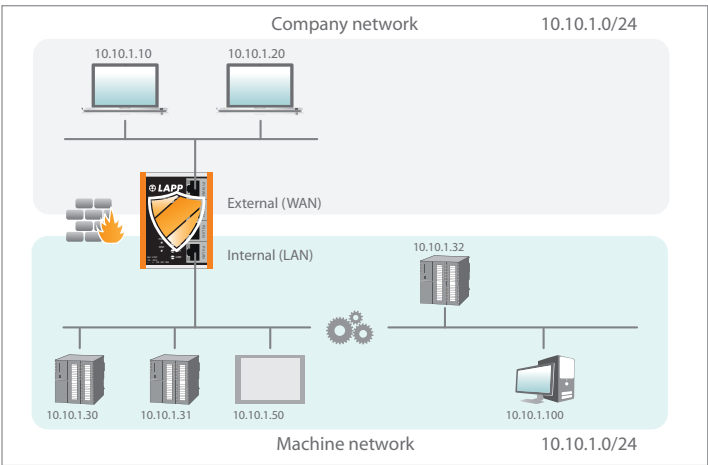 Company network 10.10.1.0/24
10.10.1.10 10.10.1.20
LAPP
External (WAN)
Internal (LAN)
10.10.1.32
10.10.1.30 10.10.1.31 10.10.1.50 10.10.1.100
Machine network 10.10.1.0/24